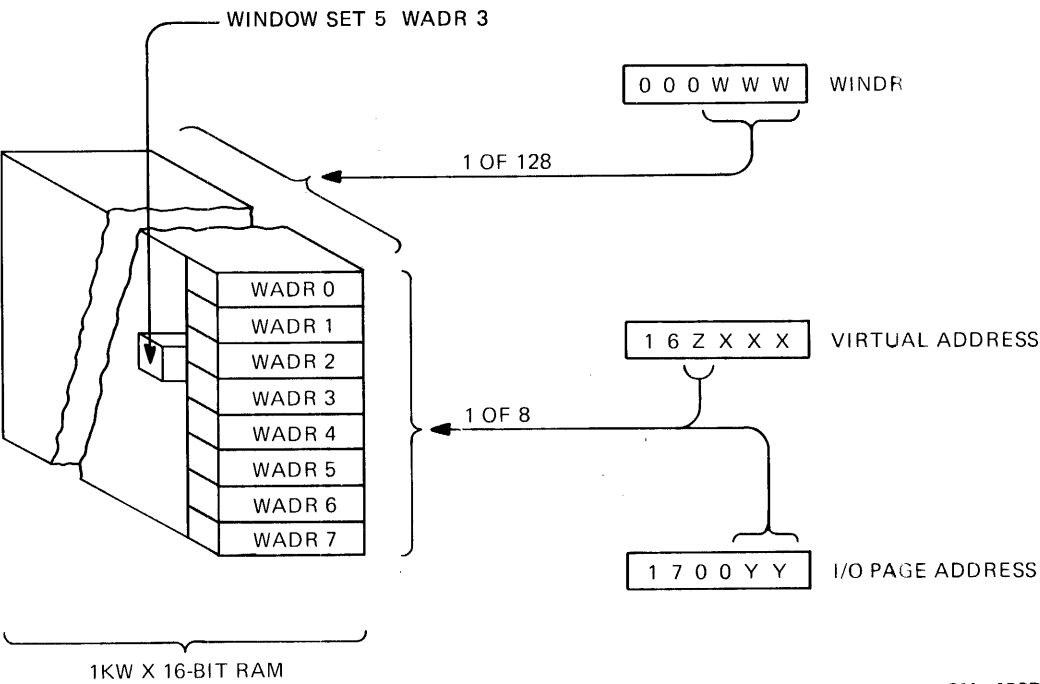 WINDOW SET 5 WADR 3
0 0 0 W W W WINDR
1 OF 128
WADR 0
WADR 1
WADR 2
WADR 3
WADR 4
WADR 5
WADR 6
WADR 7
1 6 Z X X X VIRTUAL ADDRESS
1 OF 8
1 7 0 0 Y Y I/O PAGE ADDRESS
1KW X 16-BIT RAM